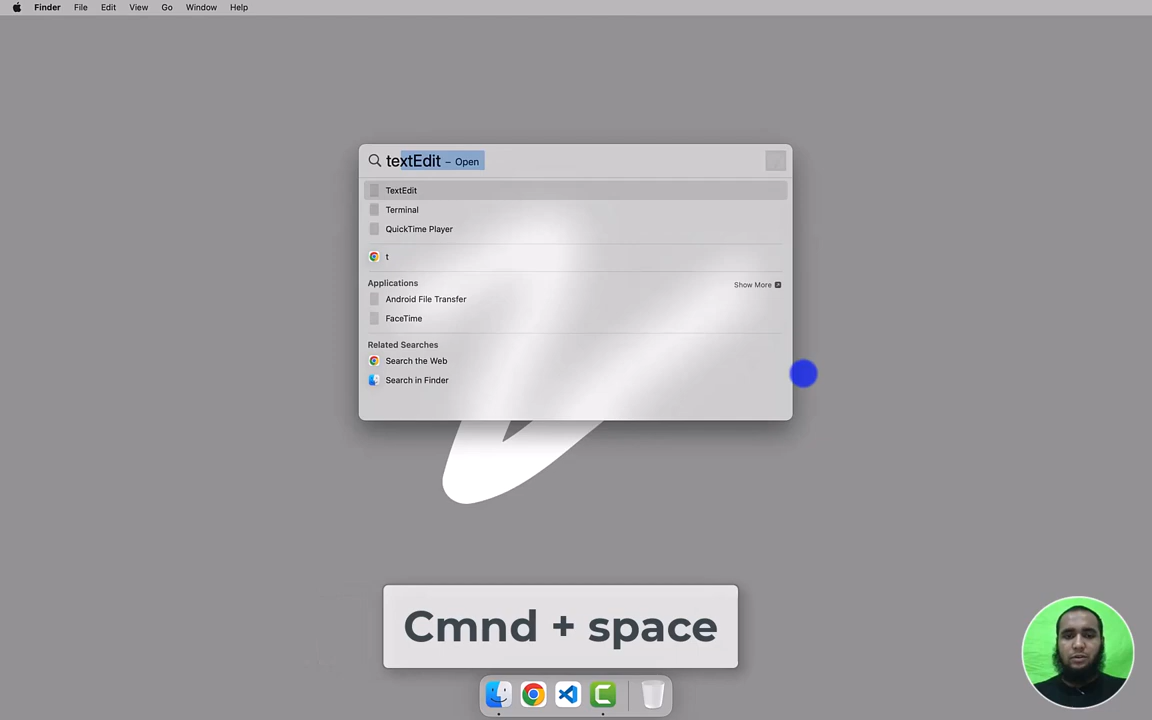 Finder File Edit View Go Window Help
textEdit – Open
TextEdit
Terminal
QuickTime Player
t
Applications Show More
Android File Transfer
FaceTime
Related Searches
Search the Web
Search in Finder
Cmnd + space